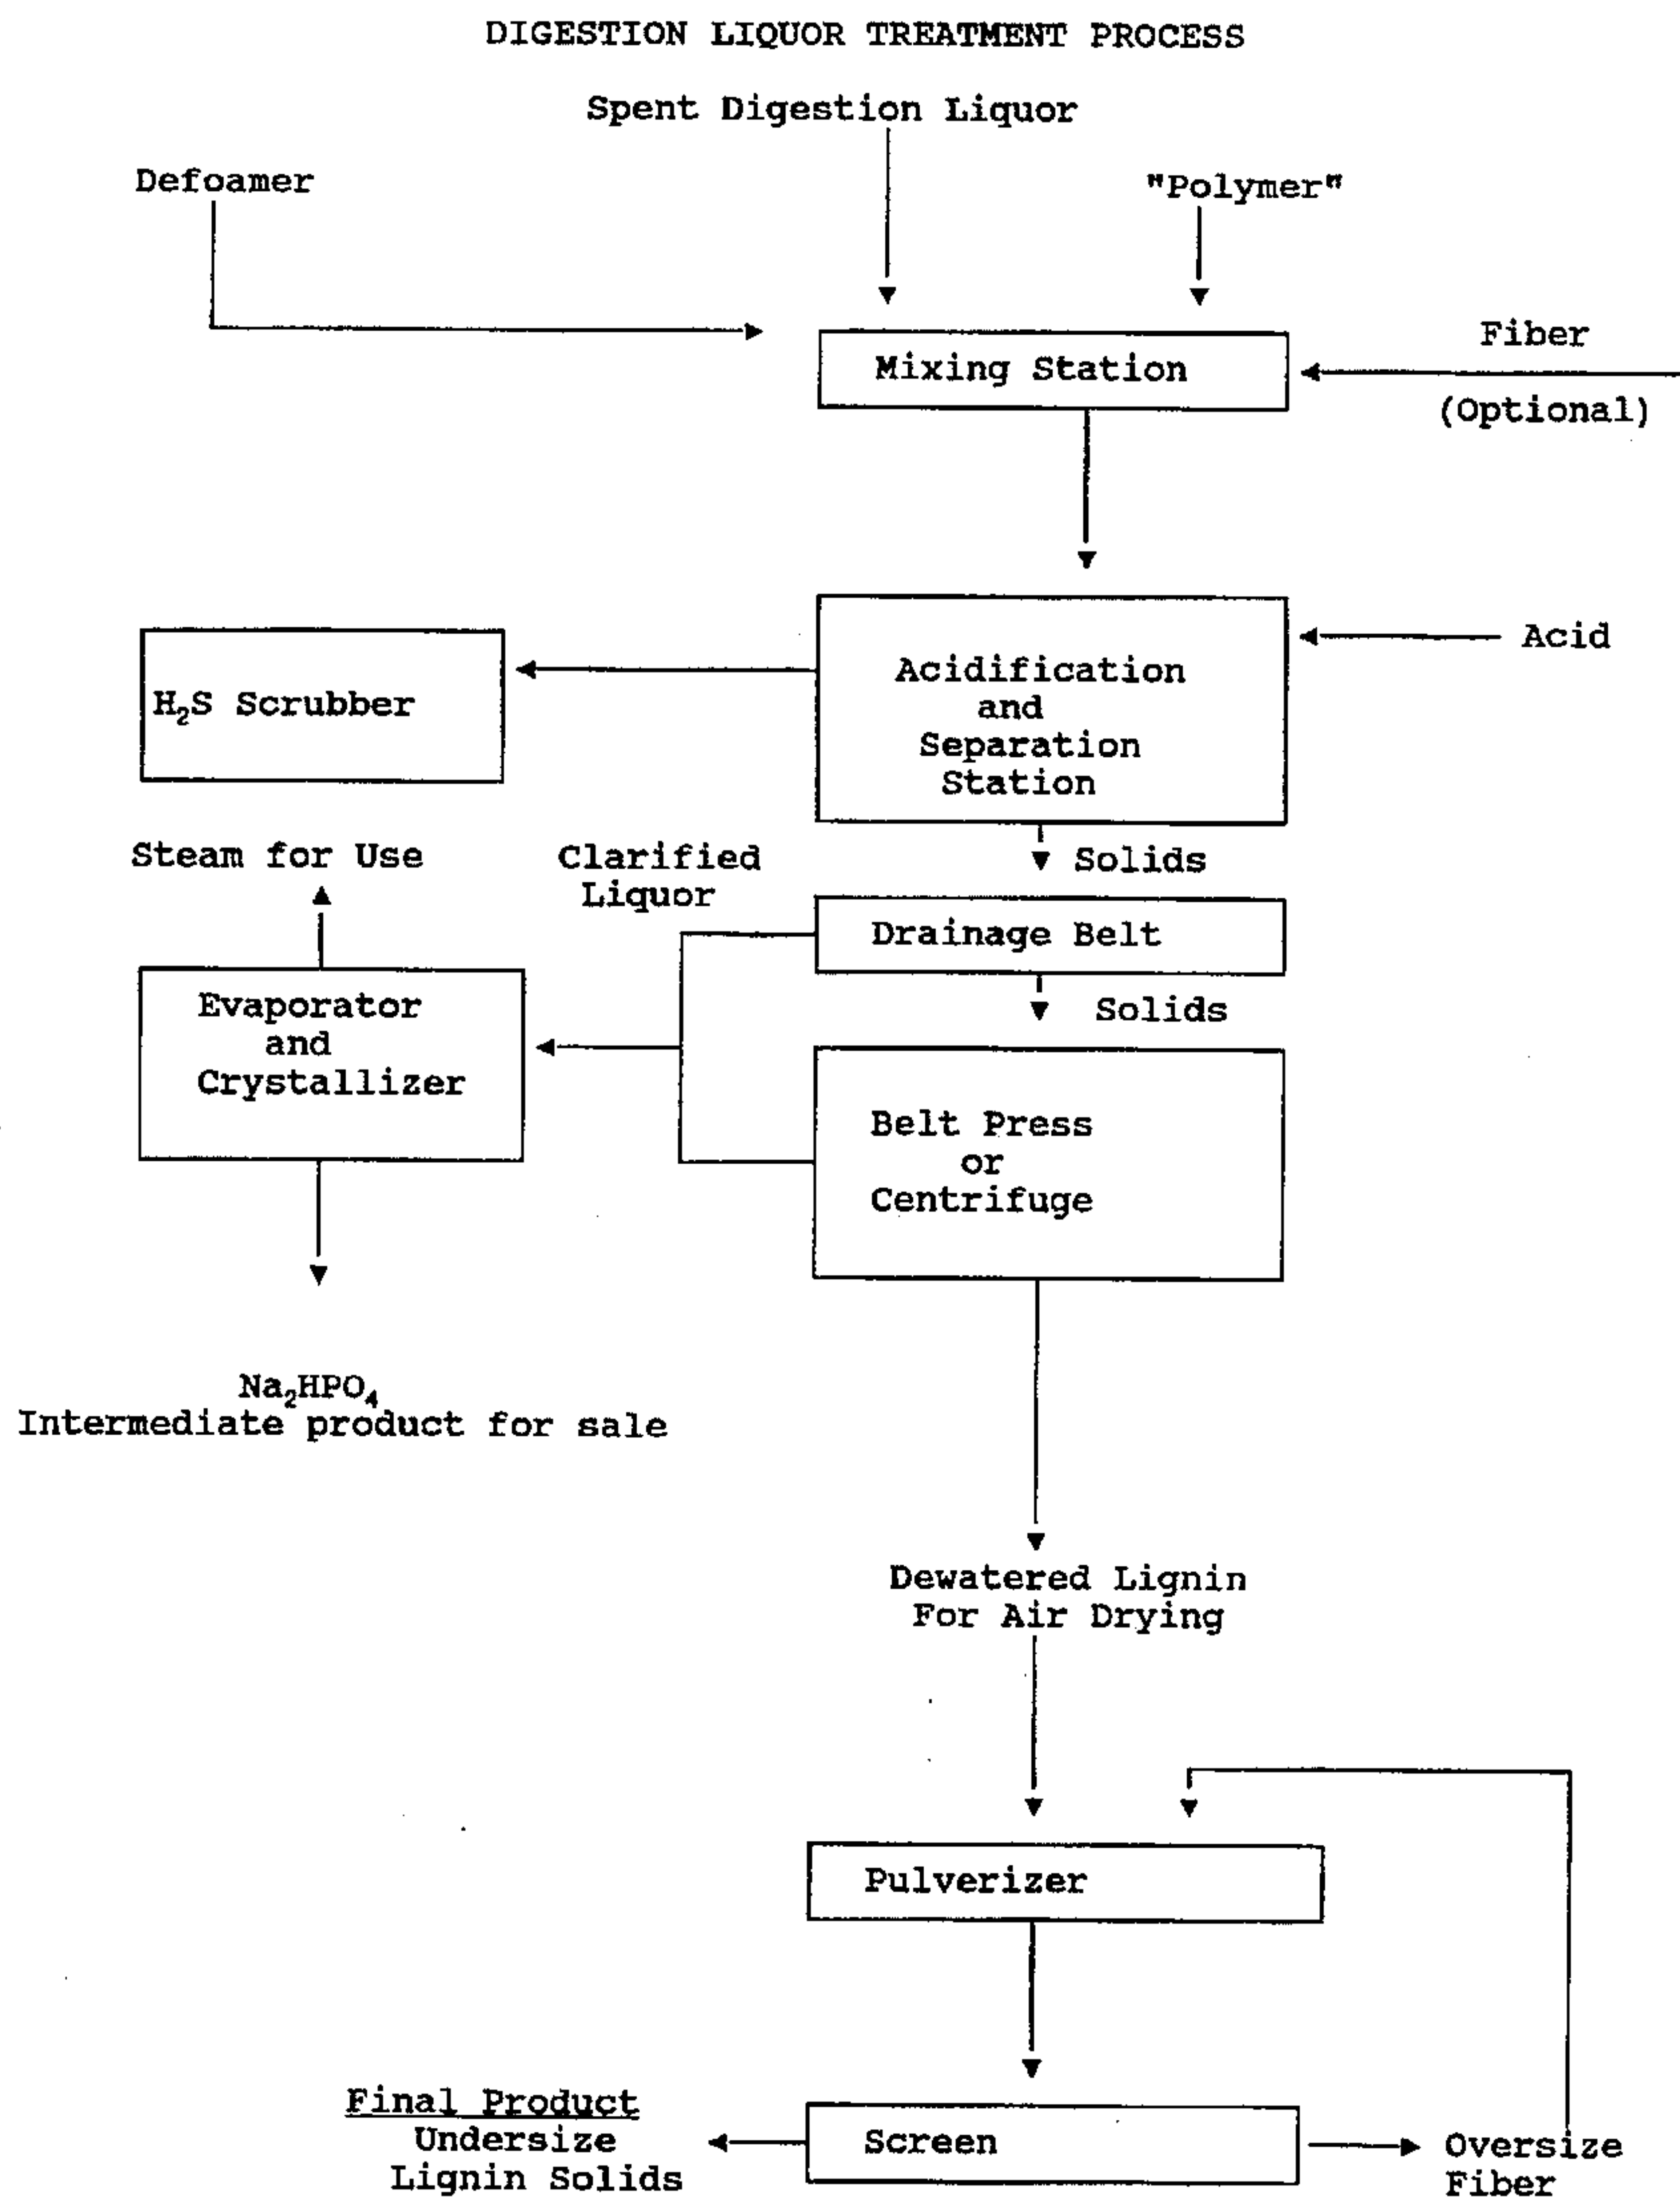 DIGESTION LIQUOR TREATMENT PROCESS
Spent Digestion Liquor
Defoamer
"Polymer"
Mixing Station
Fiber
(Optional)
Acid
Acidification
and
Separation
Station
H₂S Scrubber
Solids
Steam for Use
Clarified
Liquor
Drainage Belt
Solids
Evaporator
and
Crystallizer
Belt Press
or
Centrifuge
Na₂HPO₄
Intermediate product for sale
Dewatered Lignin
For Air Drying
Pulverizer
Screen
Final Product
Undersize
Lignin Solids
Oversize
Fiber